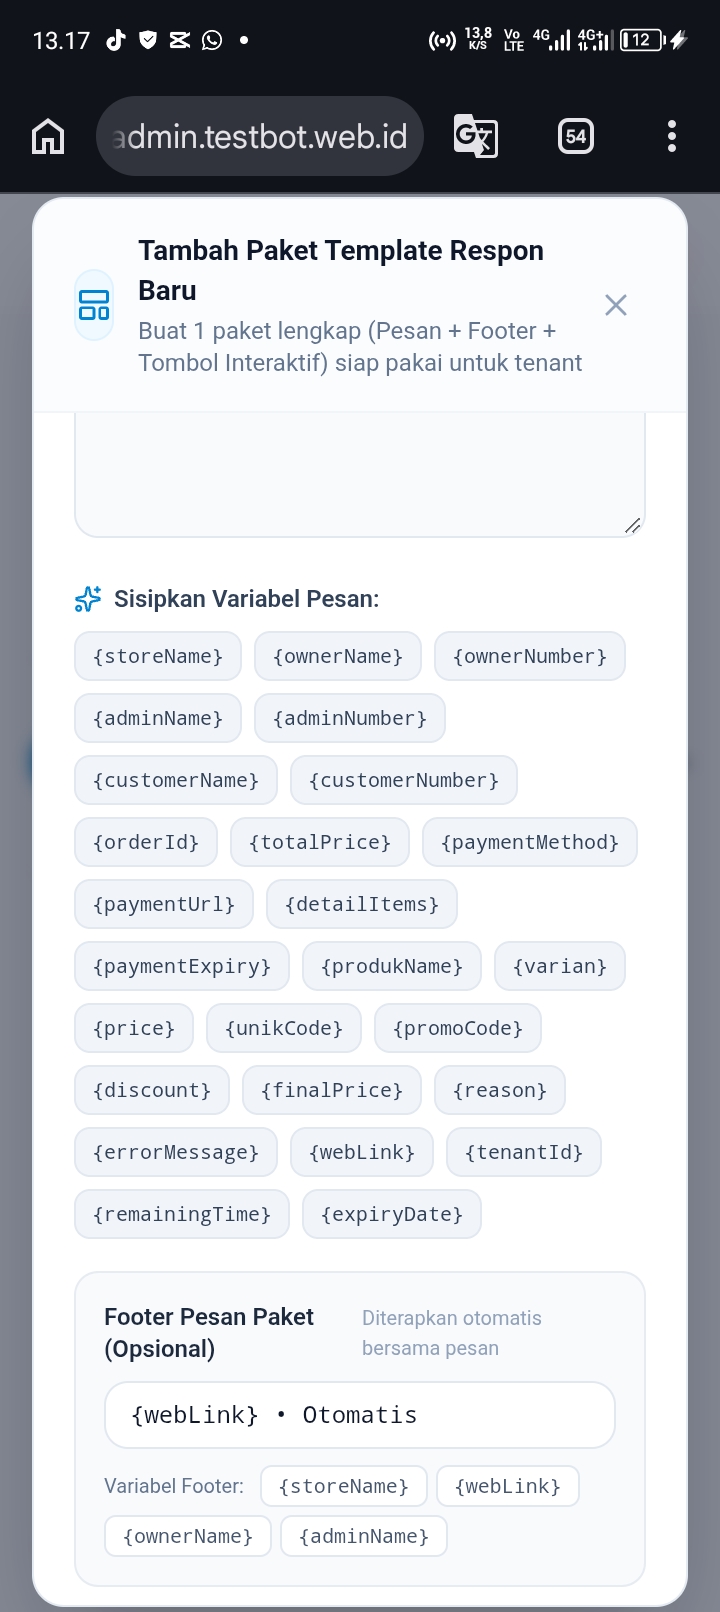 13.17
13,8 K/S Vo LTE 4G 4G+ 12
admin.testbot.web.id
54
Tambah Paket Template Respon
Baru
Buat 1 paket lengkap (Pesan + Footer +
Tombol Interaktif) siap pakai untuk tenant
Sisipkan Variabel Pesan:
{storeName} {ownerName} {ownerNumber}
{adminName} {adminNumber}
{customerName} {customerNumber}
{orderId} {totalPrice} {paymentMethod}
{paymentUrl} {detailItems}
{paymentExpiry} {produkName} {varian}
{price} {unikCode} {promoCode}
{discount} {finalPrice} {reason}
{errorMessage} {webLink} {tenantId}
{remainingTime} {expiryDate}
Footer Pesan Paket
(Opsional)
Diterapkan otomatis
bersama pesan
{webLink} • Otomatis
Variabel Footer: {storeName} {webLink}
{ownerName} {adminName}